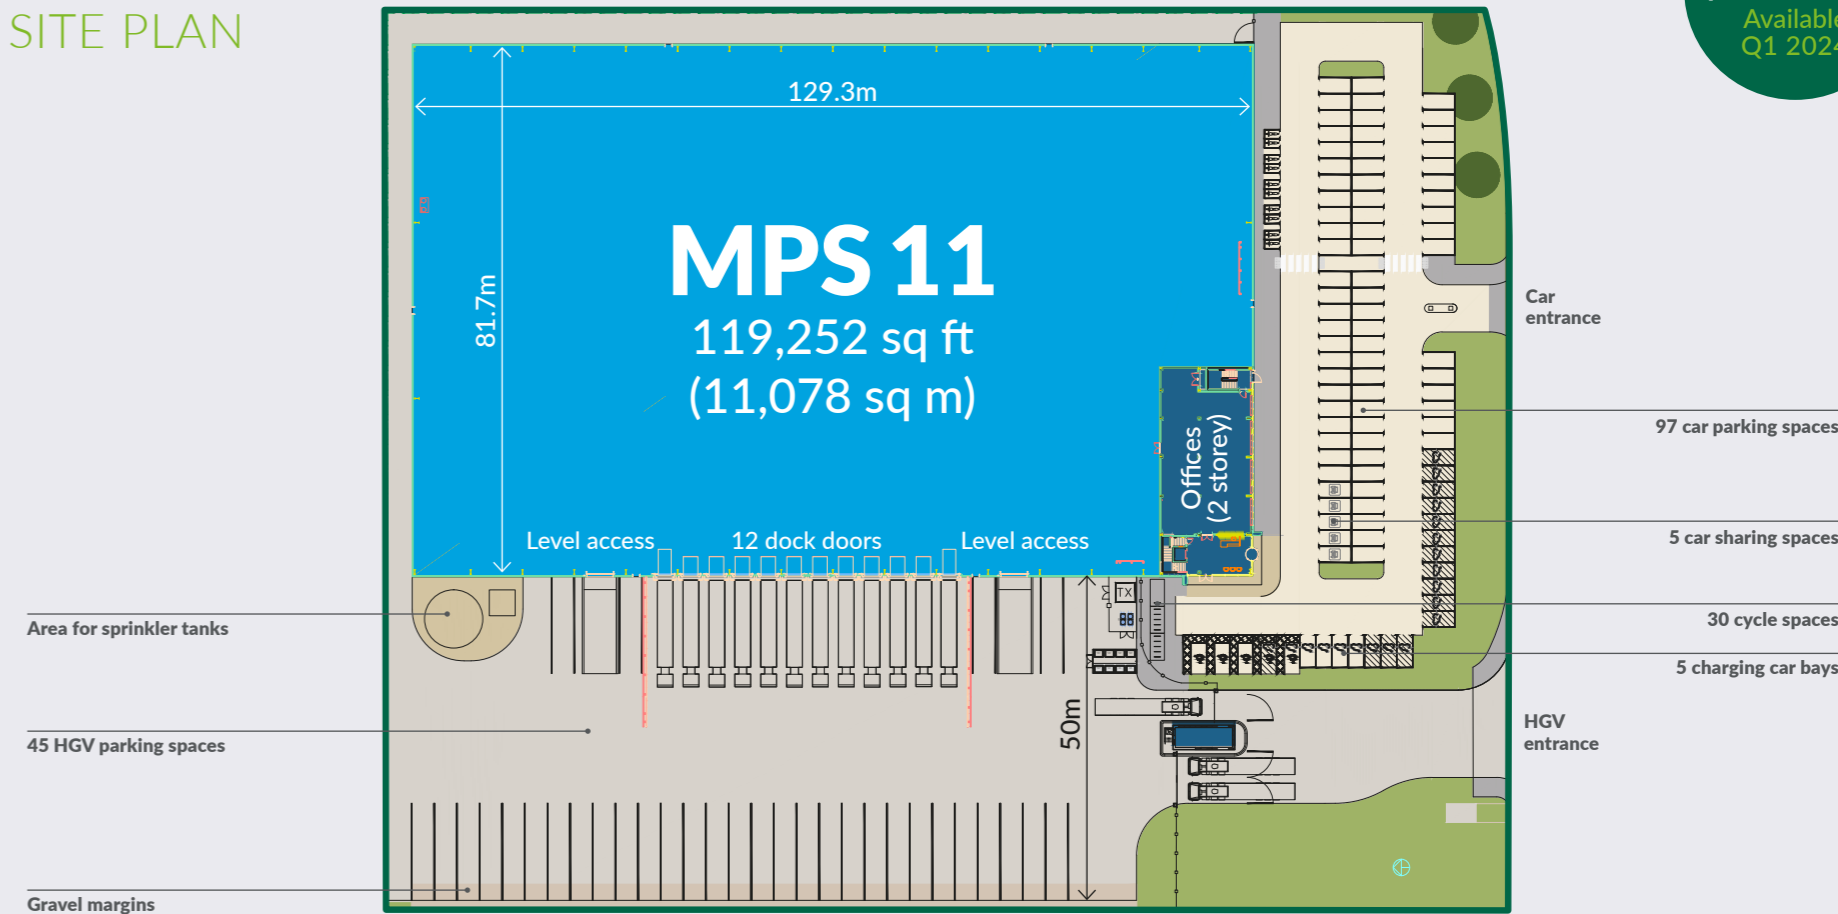 SITE PLAN
Available
Q1 2024
129.3m
81.7m
MPS 11
119,252 sq ft
(11,078 sq m)
Offices
(2 storey)
Level access
12 dock doors
Level access
TX
50m
Car
entrance
97 car parking spaces
5 car sharing spaces
30 cycle spaces
5 charging car bays
HGV
entrance
Area for sprinkler tanks
45 HGV parking spaces
Gravel margins